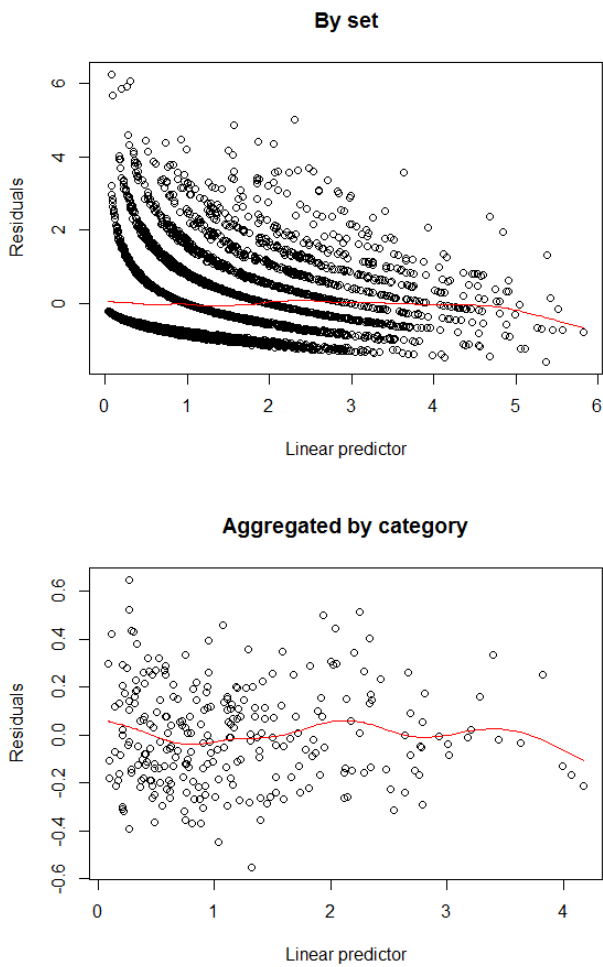 By set
6
4
2
0
Residuals
0 1 2 3 4 5 6
Linear predictor
Aggregated by category
0.6
0.4
0.2
0.0
-0.2
-0.4
-0.6
Residuals
0 1 2 3 4
Linear predictor